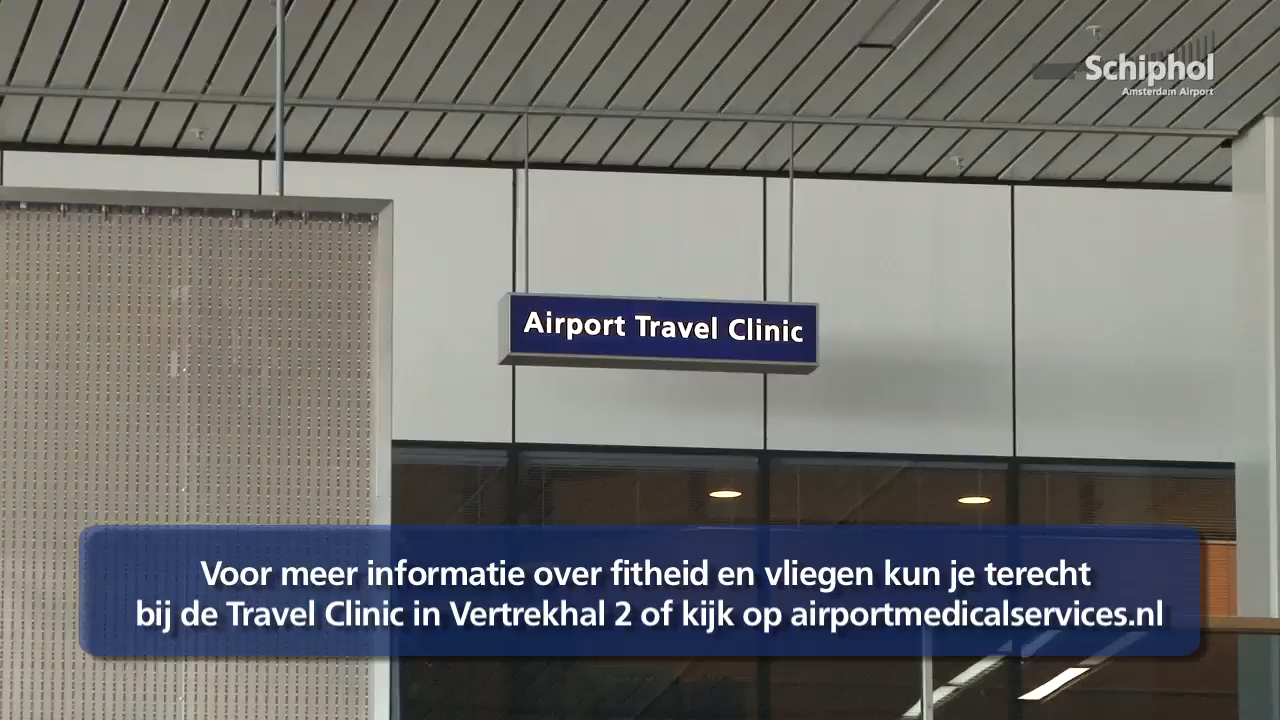 Schiphol
Amsterdam Airport
Airport Travel Clinic
Voor meer informatie over fitheid en vliegen kun je terecht
bij de Travel Clinic in Vertrekhal 2 of kijk op airportmedicalservices.nl